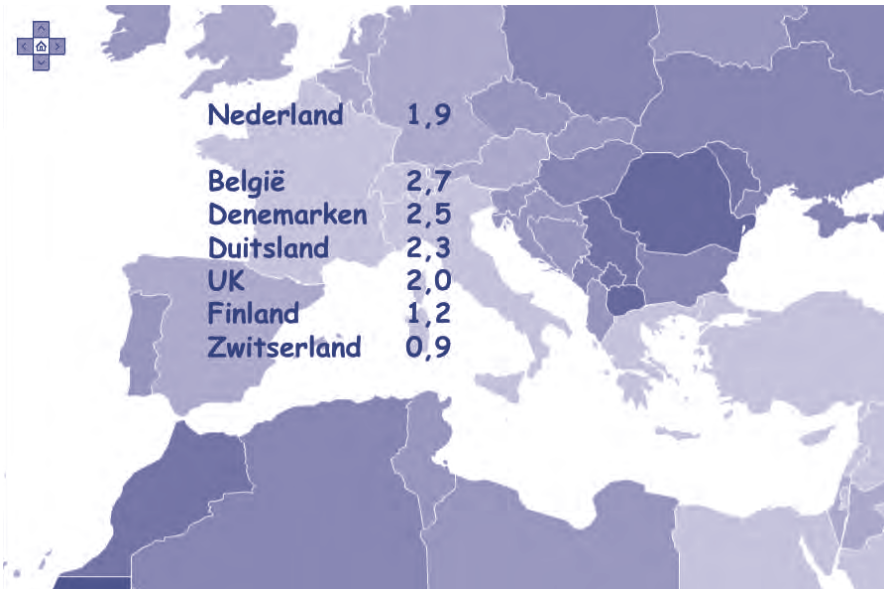 Nederland 1,9
België 2,7
Denemarken 2,5
Duitsland 2,3
UK 2,0
Finland 1,2
Zwitserland 0,9